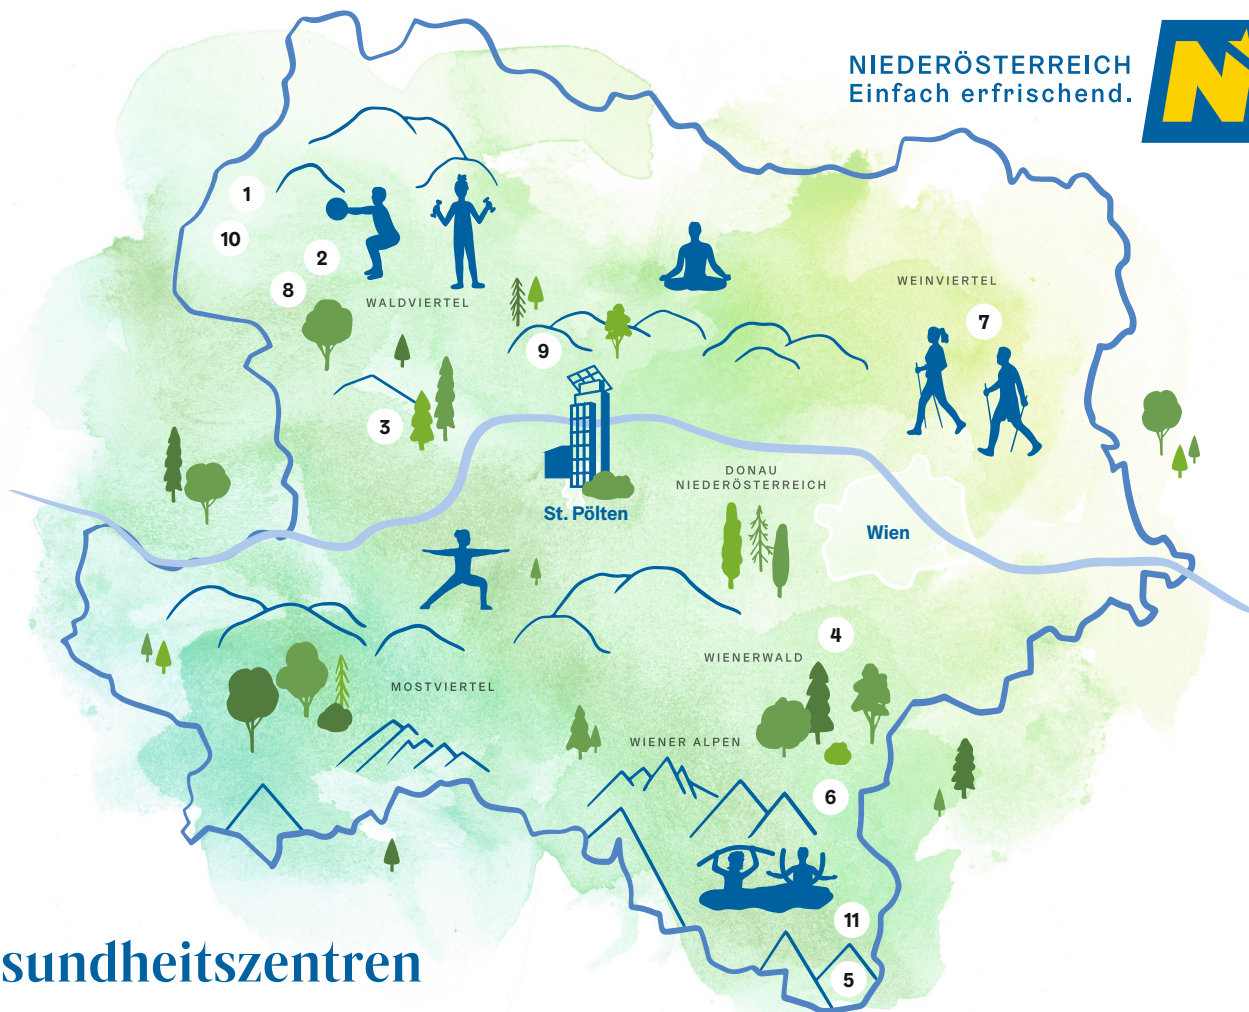 NIEDERÖSTERREICH
Einfach erfrischend.
N
1
10
2
8
WALDVIERTEL
WEINVIERTEL
7
9
3
DONAU
NIEDERÖSTERREICH
St. Pölten
Wien
4
WIENERWALD
MOSTVIERTEL
WIENER ALPEN
6
11
5
sundheitszentren